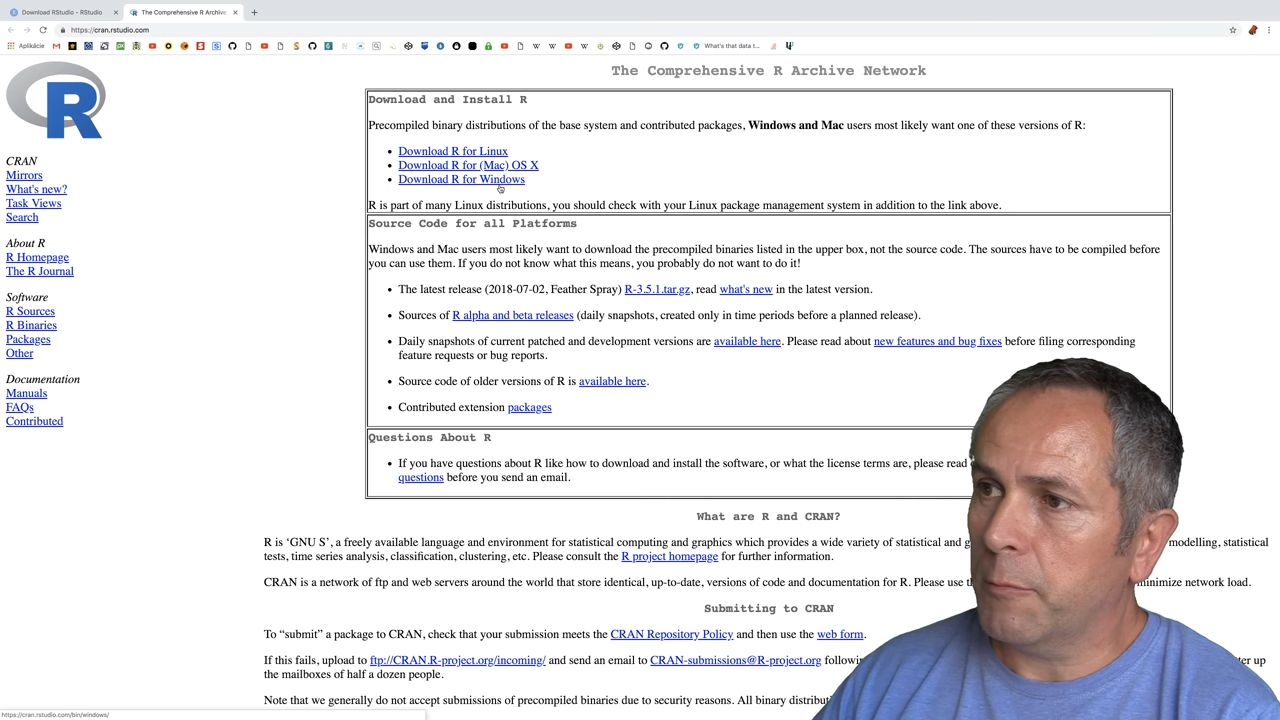 Download RStudio - RStudio
The Comprehensive R Archive
https://cran.rstudio.com
Aplikácie
What's that data t...
The Comprehensive R Archive Network
R
CRAN
Mirrors
What's new?
Task Views
Search
About R
R Homepage
The R Journal
Software
R Sources
R Binaries
Packages
Other
Documentation
Manuals
FAQs
Contributed
Download and Install R
Precompiled binary distributions of the base system and contributed packages, Windows and Mac users most likely want one of these versions of R:
• Download R for Linux
• Download R for (Mac) OS X
• Download R for Windows
R is part of many Linux distributions, you should check with your Linux package management system in addition to the link above.
Source Code for all Platforms
Windows and Mac users most likely want to download the precompiled binaries listed in the upper box, not the source code. The sources have to be compiled before
you can use them. If you do not know what this means, you probably do not want to do it!
• The latest release (2018-07-02, Feather Spray) R-3.5.1.tar.gz, read what's new in the latest version.
• Sources of R alpha and beta releases (daily snapshots, created only in time periods before a planned release).
• Daily snapshots of current patched and development versions are available here. Please read about new features and bug fixes before filing corresponding
feature requests or bug reports.
• Source code of older versions of R is available here.
• Contributed extension packages
Questions About R
• If you have questions about R like how to download and install the software, or what the license terms are, please read
questions before you send an email.
What are R and CRAN?
R is ‘GNU S’, a freely available language and environment for statistical computing and graphics which provides a wide variety of statistical and g modelling, statistical
tests, time series analysis, classification, clustering, etc. Please consult the R project homepage for further information.
CRAN is a network of ftp and web servers around the world that store identical, up-to-date, versions of code and documentation for R. Please use minimize network load.
Submitting to CRAN
To “submit” a package to CRAN, check that your submission meets the CRAN Repository Policy and then use the web form.
If this fails, upload to ftp://CRAN.R-project.org/incoming/ and send an email to CRAN-submissions@R-project.org up
the mailboxes of half a dozen people.
Note that we generally do not accept submissions of precompiled binaries due to security reasons. All binary
https://cran.rstudio.com/bin/windows/